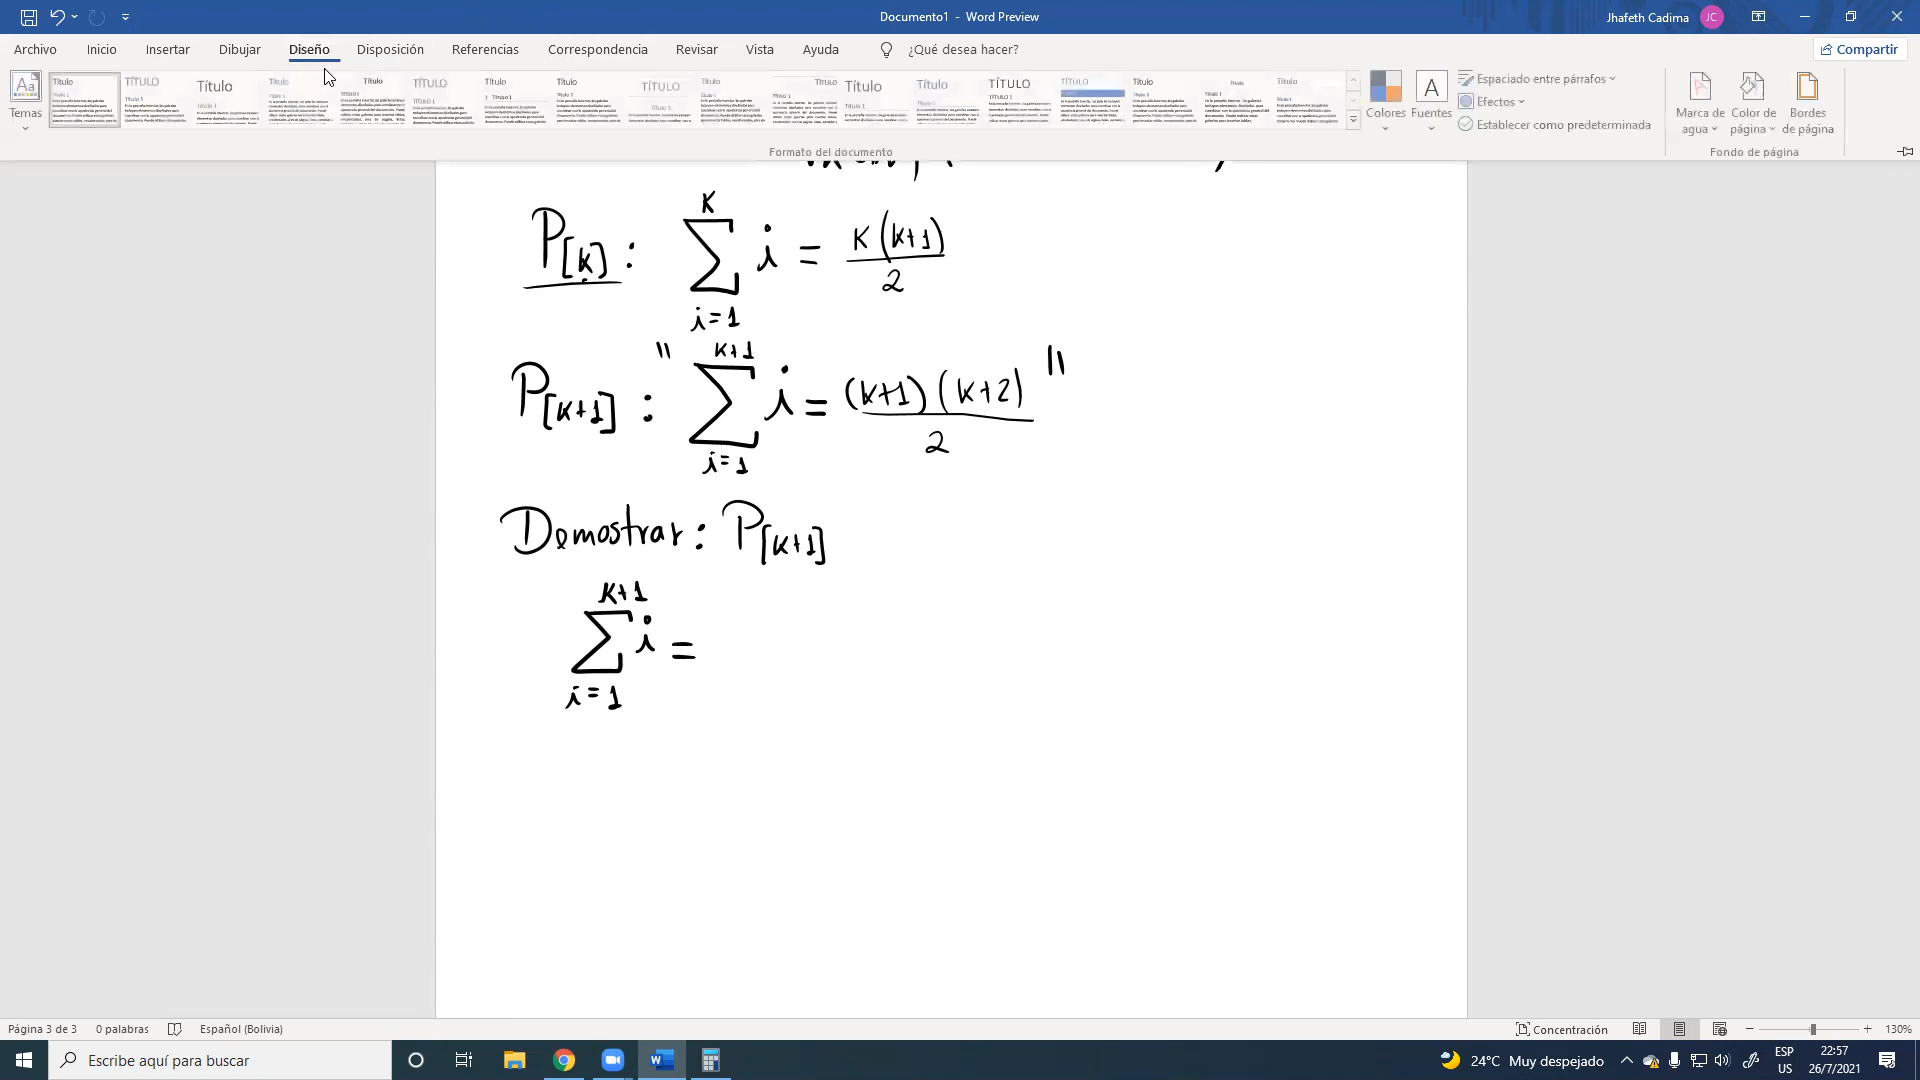 Documento1 - Word Preview
Jhafeth Cadima
JC
Archivo Inicio Insertar Dibujar Diseño Disposición Referencias Correspondencia Revisar Vista Ayuda ¿Qué desea hacer?
Compartir
Temas
Colores
Fuentes
Espaciado entre párrafos
Efectos
Establecer como predeterminada
Marca de agua
Color de página
Bordes de página
Formato del documento
Fondo de página
P[k] : ∑ i=1 k i = k(k+1)/2
P[k+1] : " ∑ i=1 k+1 i = (k+1)(k+2)/2 "
Demostrar: P[k+1]
∑ i=1 k+1 i =
Página 3 de 3 0 palabras Español (Bolivia)
Concentración
130%
Escribe aquí para buscar
24°C Muy despejado
ESP
US
22:57
26/7/2021